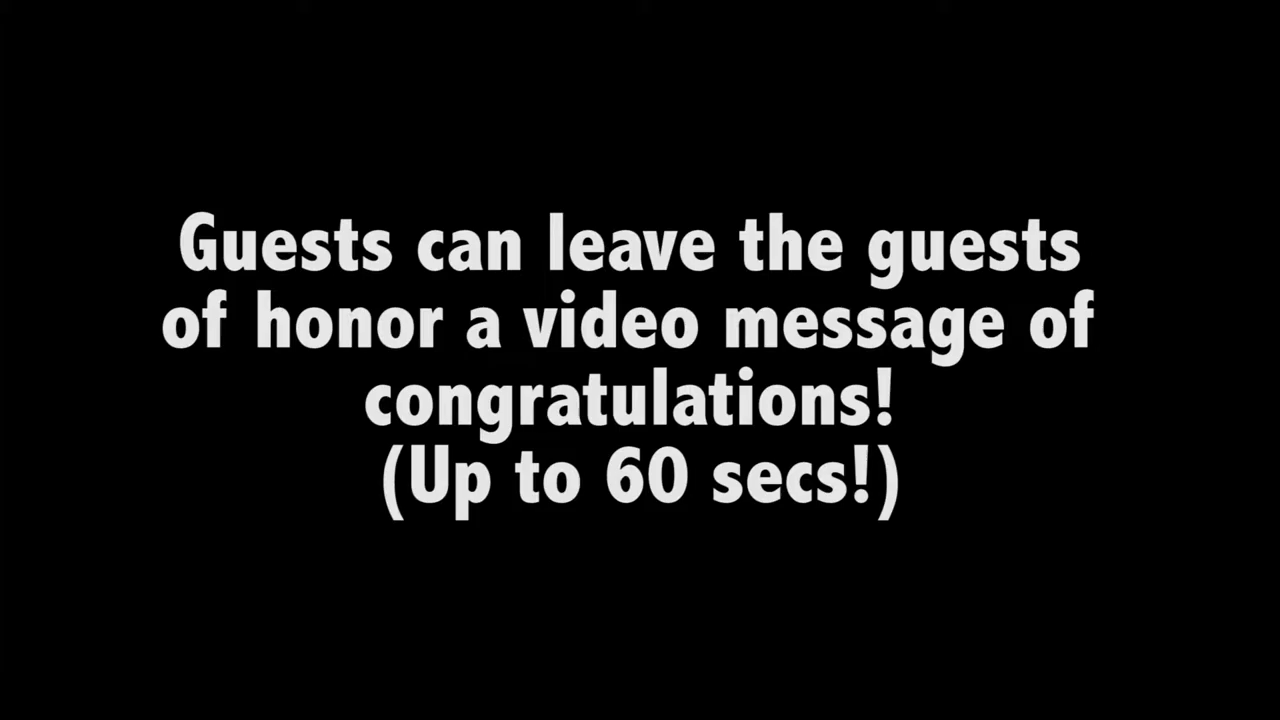 Guests can leave the guests
of honor a video message of
congratulations!
(Up to 60 secs!)